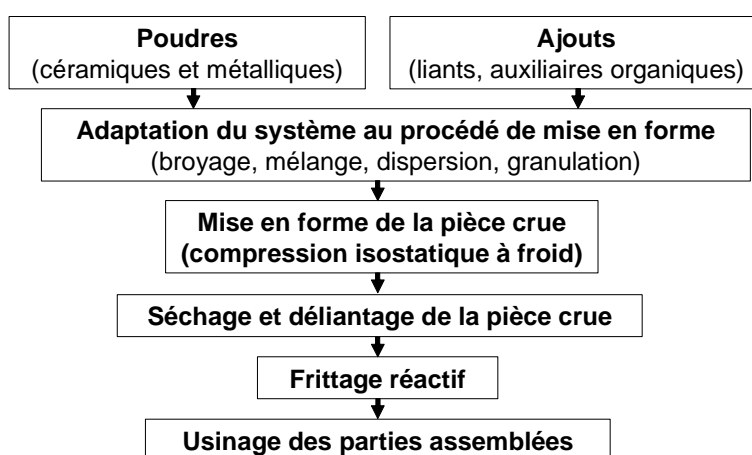 Poudres
(céramiques et métalliques)
Ajouts
(liants, auxiliaires organiques)
Adaptation du système au procédé de mise en forme
(broyage, mélange, dispersion, granulation)
Mise en forme de la pièce crue
(compression isostatique à froid)
Séchage et déliantage de la pièce crue
Frittage réactif
Usinage des parties assemblées